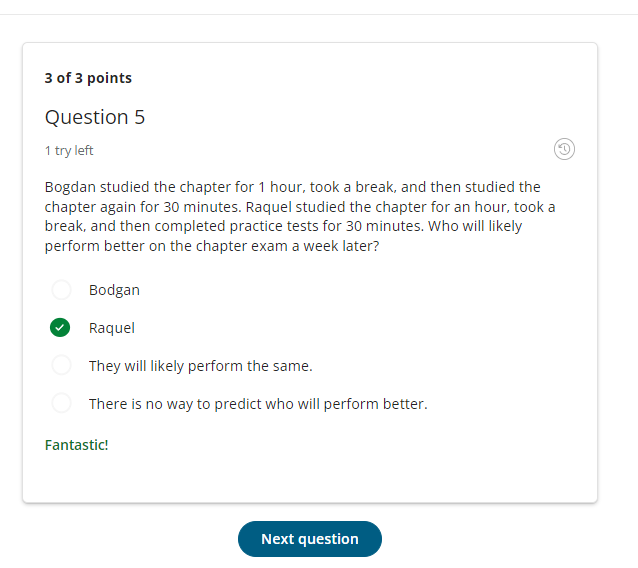 3 of 3 points
Question 5
1 try left
Bogdan studied the chapter for 1 hour, took a break, and then studied the
chapter again for 30 minutes. Raquel studied the chapter for an hour, took a
break, and then completed practice tests for 30 minutes. Who will likely
perform better on the chapter exam a week later?
Bodgan
Raquel
They will likely perform the same.
There is no way to predict who will perform better.
Fantastic!
Next question